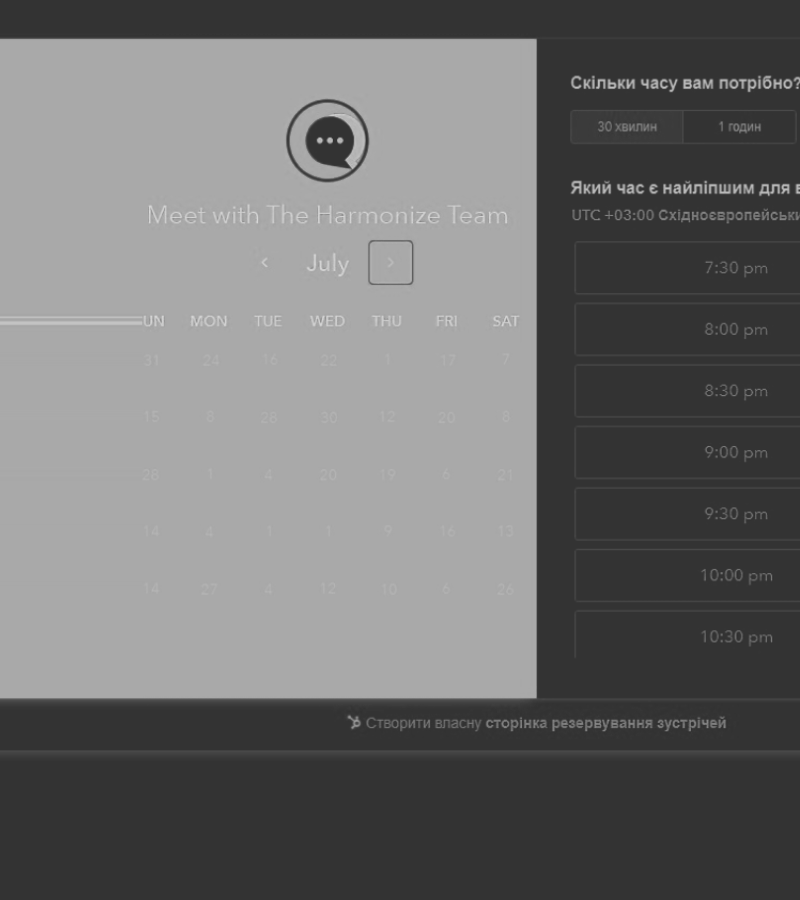 Meet with The Harmonize Team
July
UN MON TUE WED THU FRI SAT
31 24 16 22 1 17 7
15 8 28 30 12 20 8
28 1 4 20 19 6 21
14 4 1 1 9 16 13
14 27 4 12 10 6 26
Скільки часу вам потрібно?
30 хвилин 1 годин
Який час є найліпшим для в
UTC +03:00 Східноєвропейськи
7:30 pm
8:00 pm
8:30 pm
9:00 pm
9:30 pm
10:00 pm
10:30 pm
Створити власну сторінка резервування зустрічей